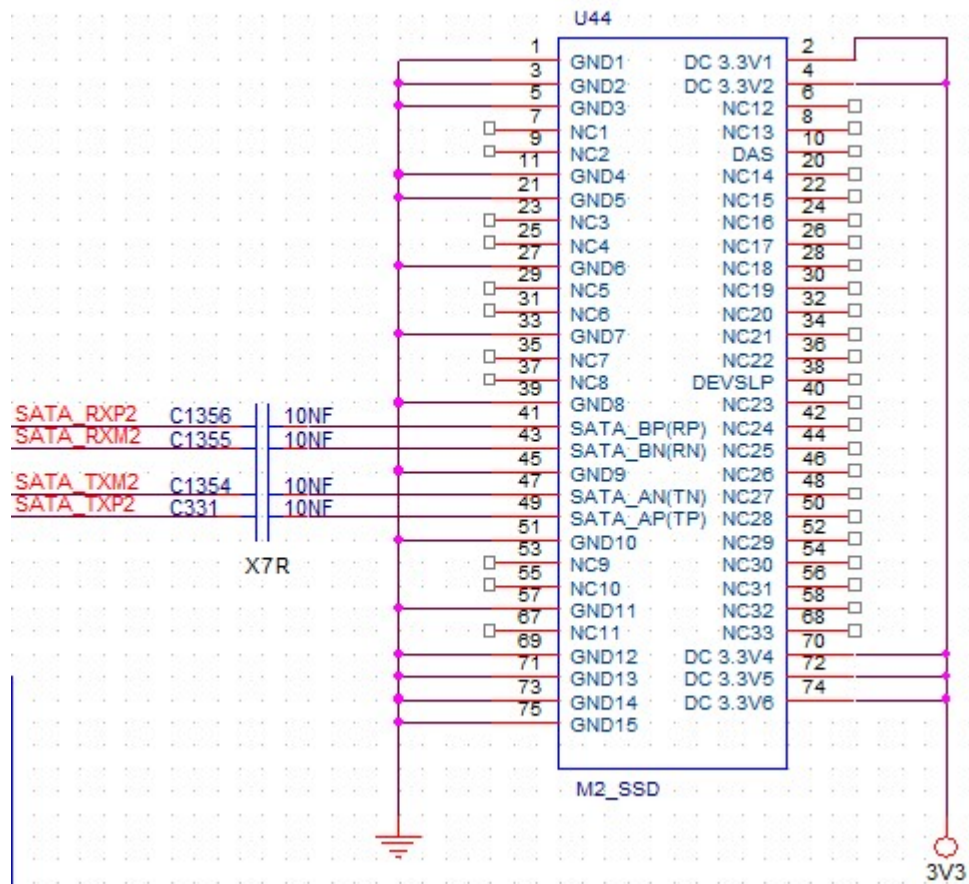 U44
1 GND1 DC 3.3V1 2
3 GND2 DC 3.3V2 4
5 GND3 NC12 6
7 NC1 NC13 8
9 NC2 DAS 10
11 GND4 NC14 20
21 GND5 NC15 22
23 NC3 NC16 24
25 NC4 NC17 26
27 GND6 NC18 28
29 NC5 NC19 30
31 NC6 NC20 32
33 GND7 NC21 34
35 NC7 NC22 36
37 NC8 DEVSLP 38
39 GND8 NC23 40
SATA_RXP2 C1356 10NF 41 SATA_BP(RP) NC24 42
SATA_RXM2 C1355 10NF 43 SATA_BN(RN) NC25 44
45 GND9 NC26 46
SATA_TXM2 C1354 10NF 47 SATA_AN(TN) NC27 48
SATA_TXP2 C331 10NF 49 SATA_AP(TP) NC28 50
51 GND10 NC29 52
X7R
53 NC9 NC30 54
55 NC10 NC31 56
57 GND11 NC32 58
67 NC11 NC33 68
69 GND12 DC 3.3V4 70
71 GND13 DC 3.3V5 72
73 GND14 DC 3.3V6 74
75 GND15
M2_SSD
3V3